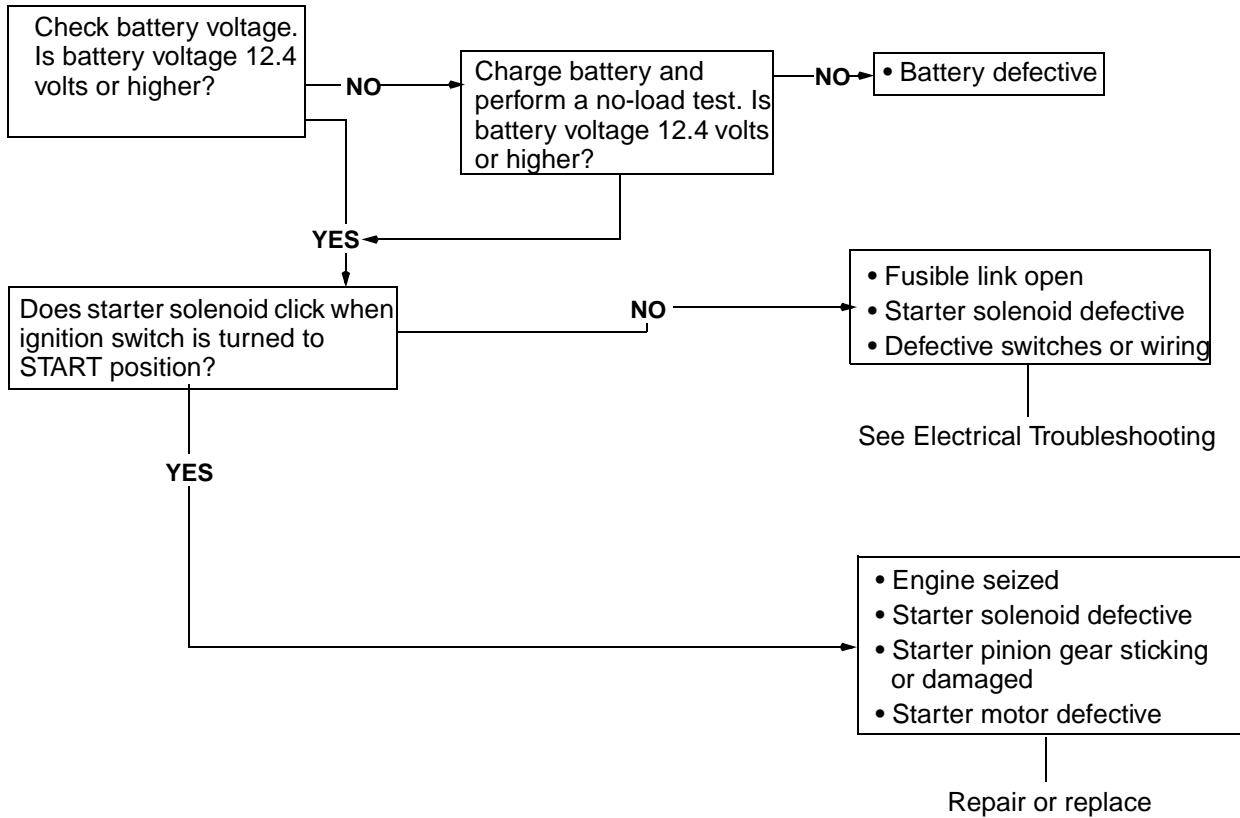 Check battery voltage.
Is battery voltage 12.4
volts or higher?
NO
Charge battery and
perform a no-load test. Is
battery voltage 12.4 volts
or higher?
NO
• Battery defective
YES
Does starter solenoid click when
ignition switch is turned to
START position?
NO
• Fusible link open
• Starter solenoid defective
• Defective switches or wiring
See Electrical Troubleshooting
YES
• Engine seized
• Starter solenoid defective
• Starter pinion gear sticking
or damaged
• Starter motor defective
Repair or replace